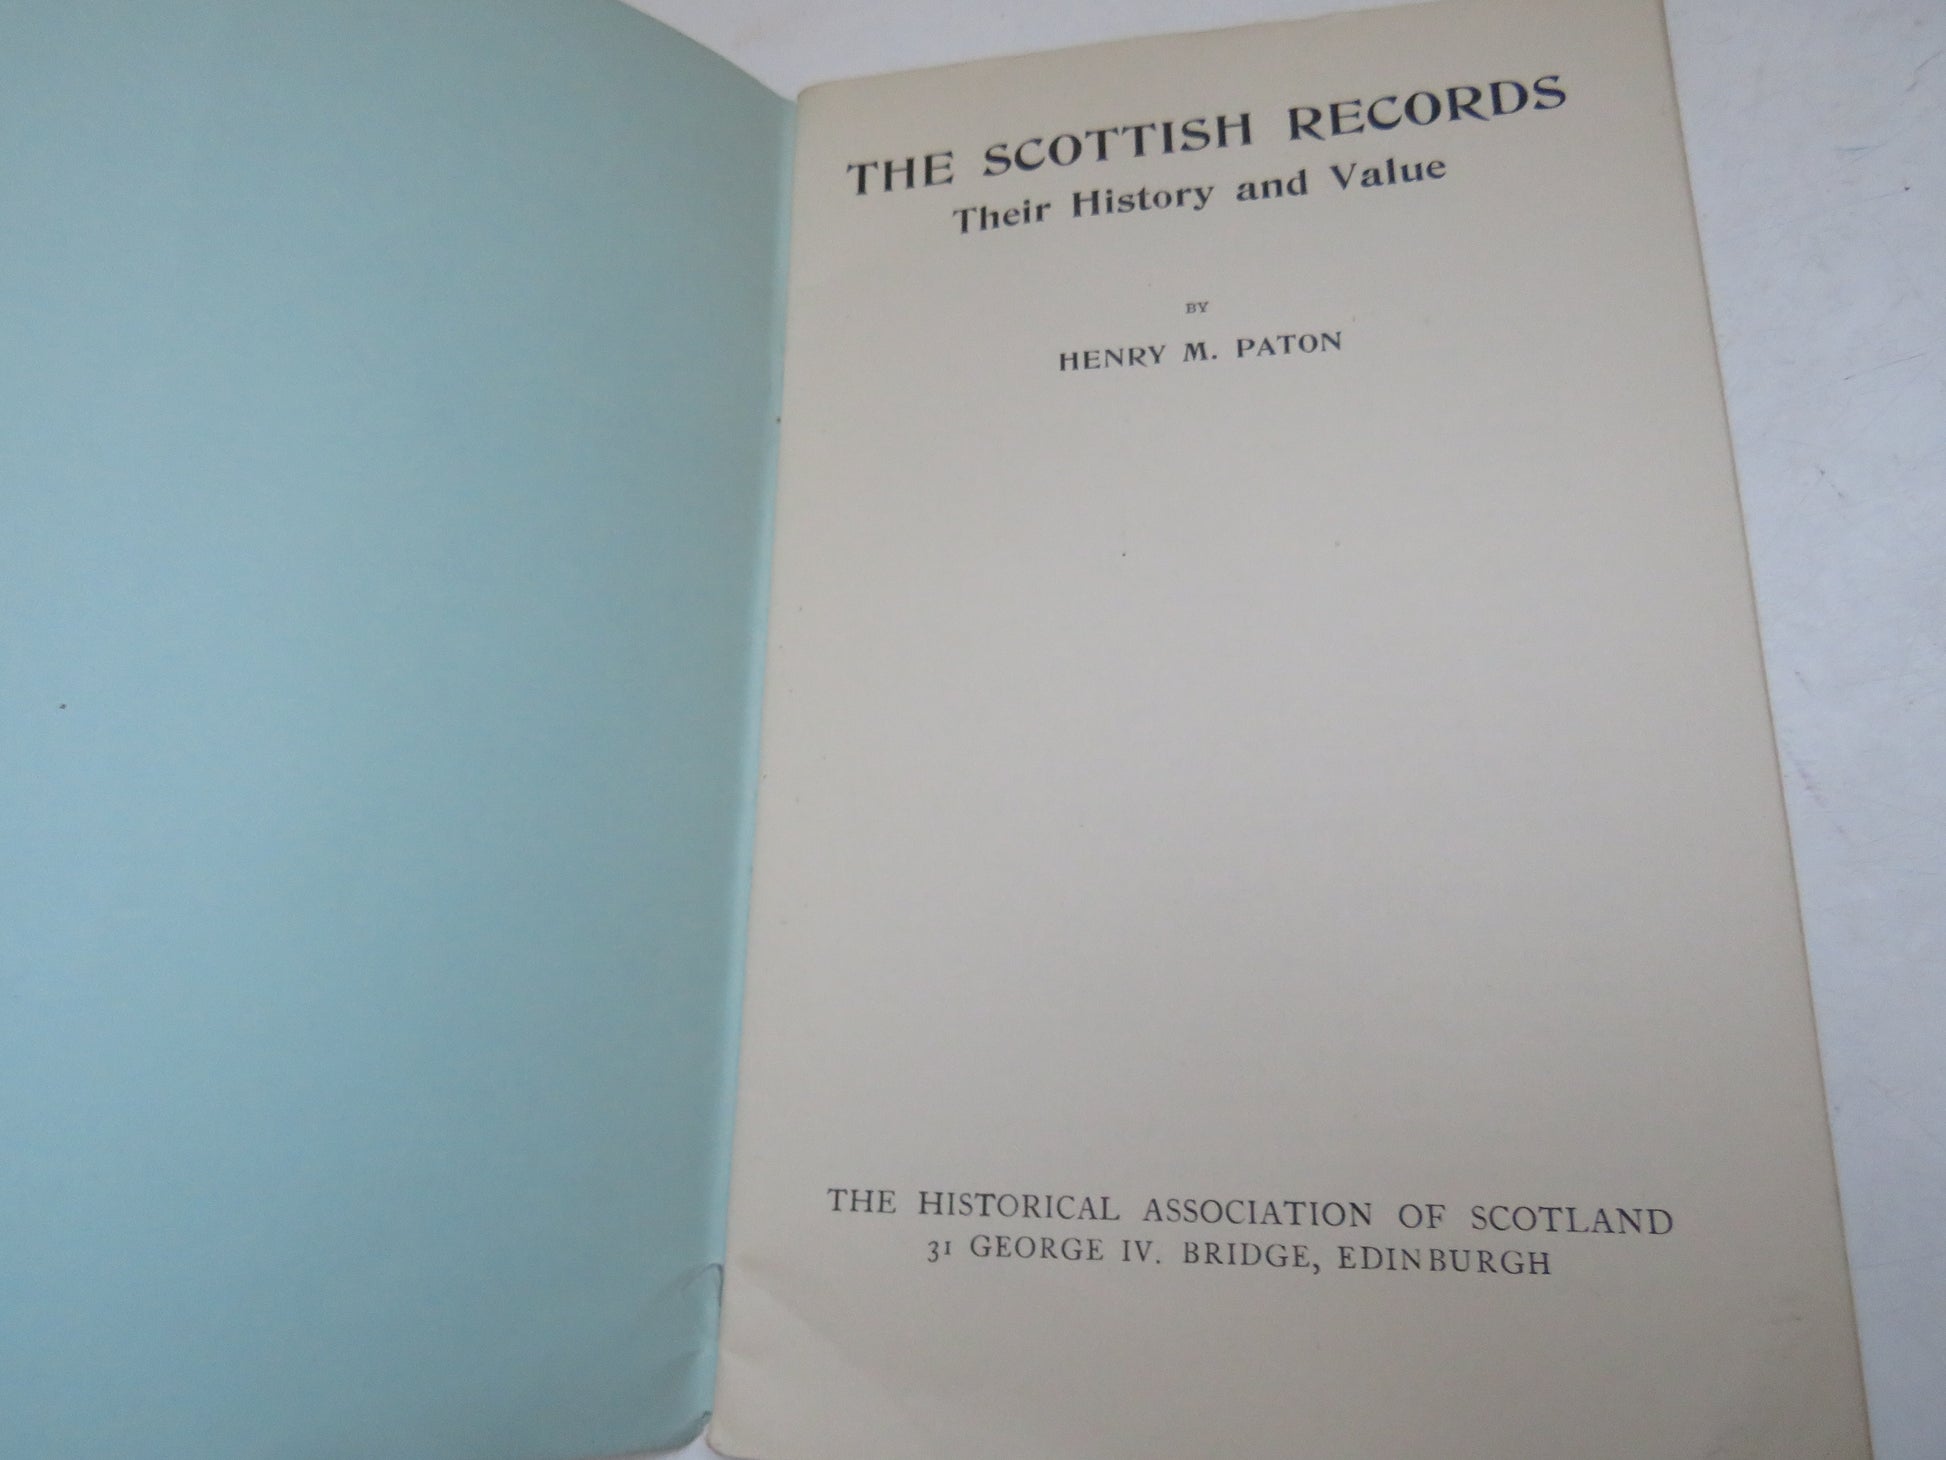 THE SCOTTISH RECORDS
Their History and Value
BY
HENRY M. PATON
THE HISTORICAL ASSOCIATION OF SCOTLAND
31 GEORGE IV. BRIDGE, EDINBURGH